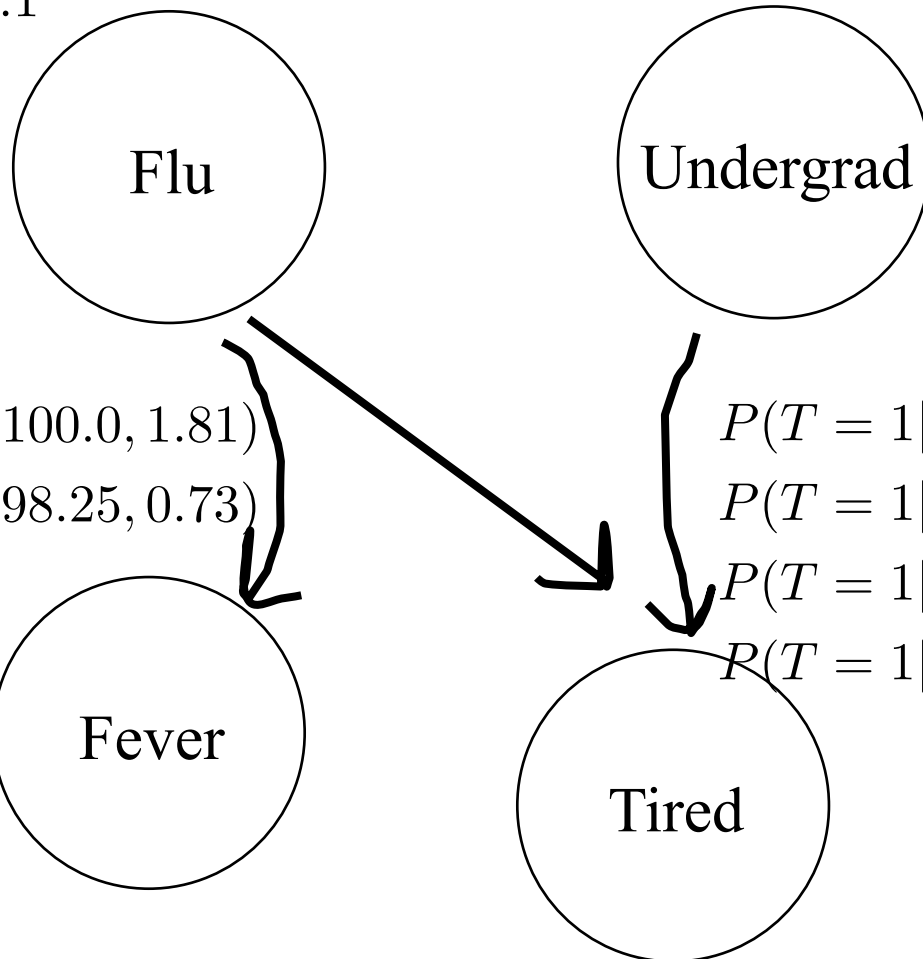 .1
Flu
Undergrad
100.0, 1.81)
98.25, 0.73)
P(T = 1|
P(T = 1|
P(T = 1|
P(T = 1|
Fever
Tired